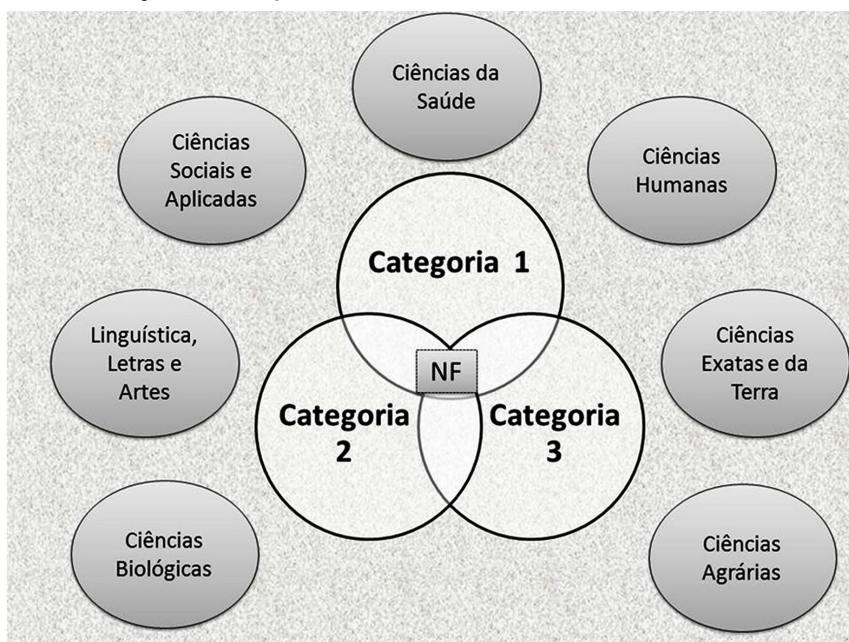 Ciências da
Saúde
Ciências
Sociais e
Aplicadas
Ciências
Humanas
Categoria 1
Linguística,
Letras e
Artes
NF
Ciências
Exatas e da
Terra
Categoria
2
Categoria
3
Ciências
Biológicas
Ciências
Agrárias